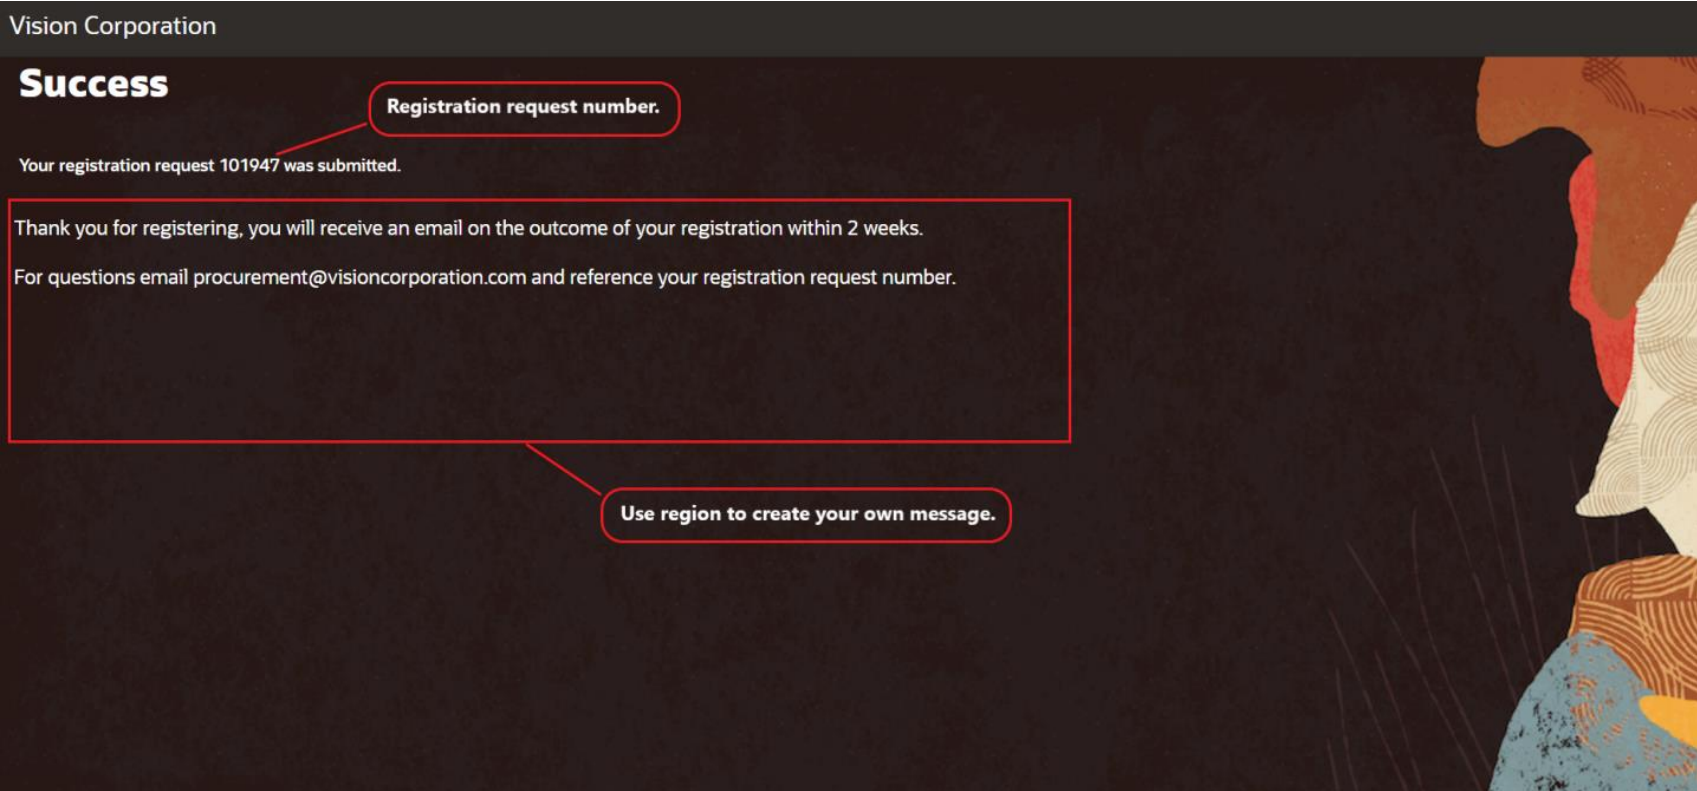 Vision Corporation
Success
Registration request number.
Your registration request 101947 was submitted.
Thank you for registering, you will receive an email on the outcome of your registration within 2 weeks.
For questions email procurement@visioncorporation.com and reference your registration request number.
Use region to create your own message.